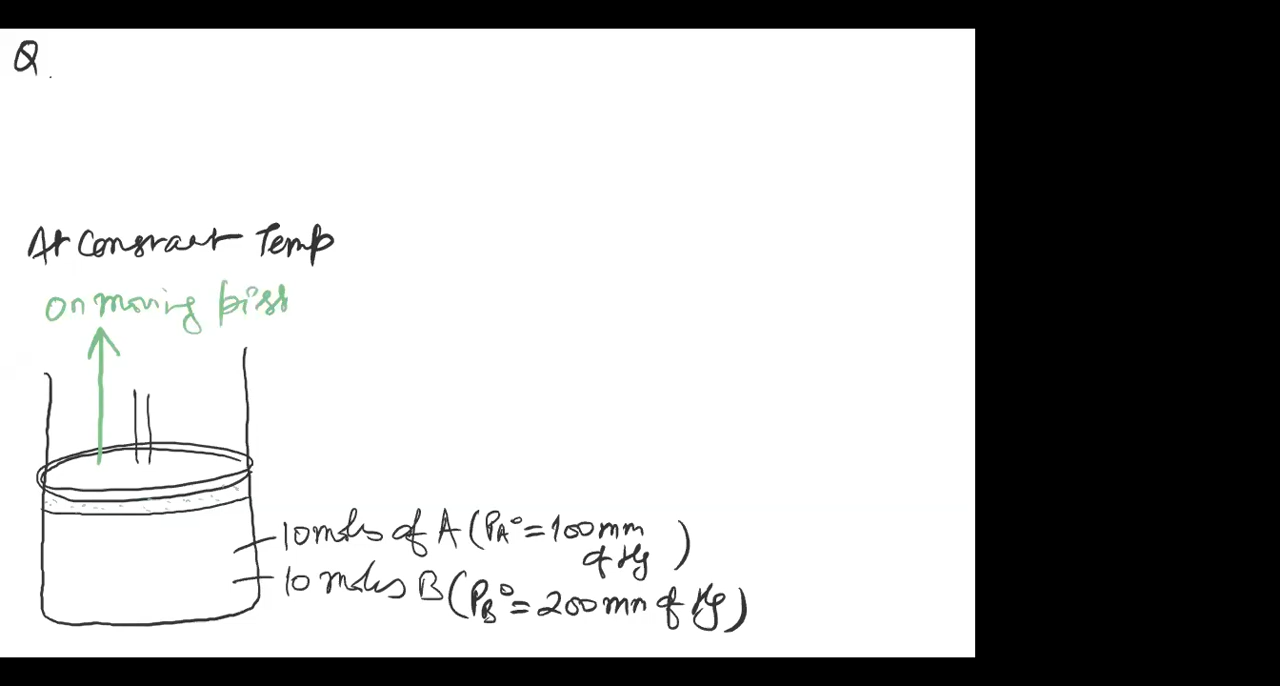 Q.
At Constant Temp
on moving pist
10 moles of A (PA° = 100 mm of Hg)
10 moles B (PB° = 200 mm of Hg)